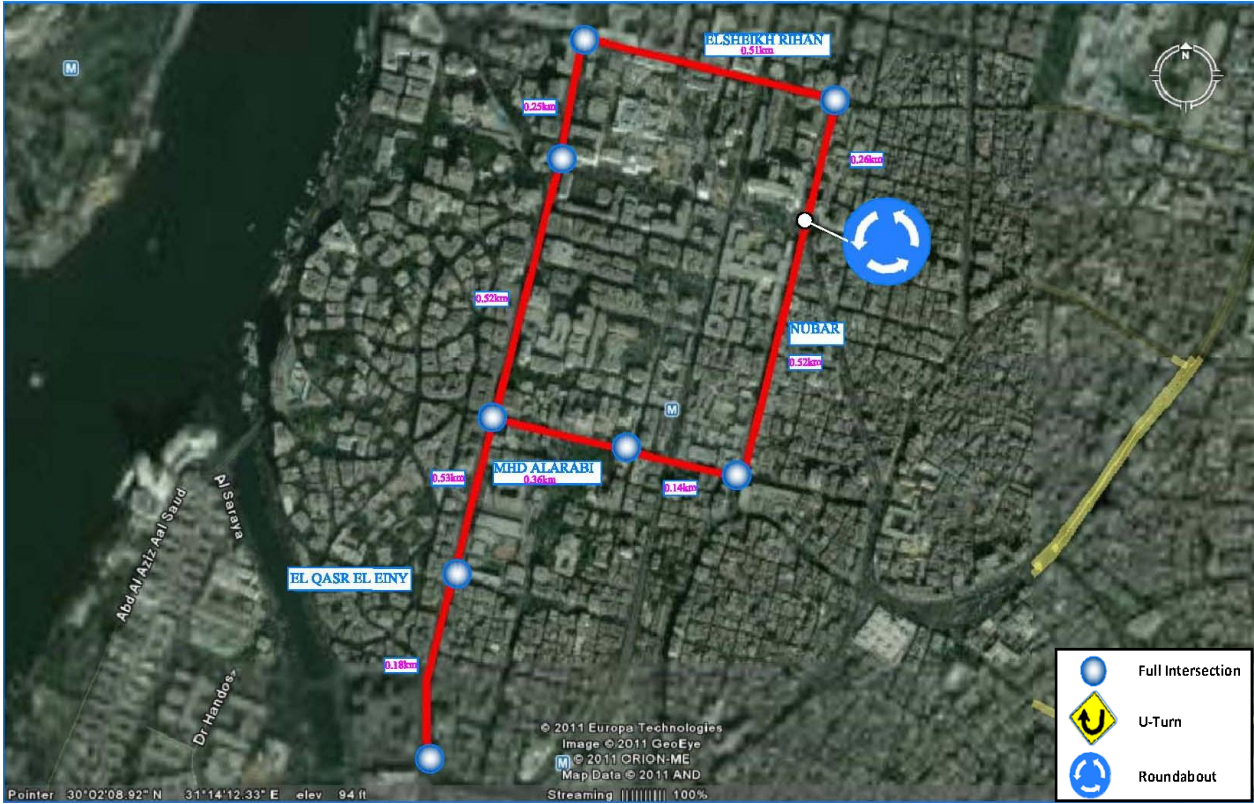 ELSHEIKH RIHAN
0.51km
N
M
0.25km
0.26km
0.52km
NUBAR
0.52km
M
MHD ALARABI
0.36km
0.53km
0.14km
Al Saraya
Abd Al Aziz Aal Saud
EL QASR EL EINY
0.18km
Dr Handos
Full Intersection
U-Turn
Roundabout
© 2011 Europa Technologies
Image © 2011 GeoEye
M
© 2011 ORION-ME
Map Data © 2011 AND
Pointer 30°02'08.92" N 31°14'12.33" E elev 94 ft
Streaming |||||||||| 100%